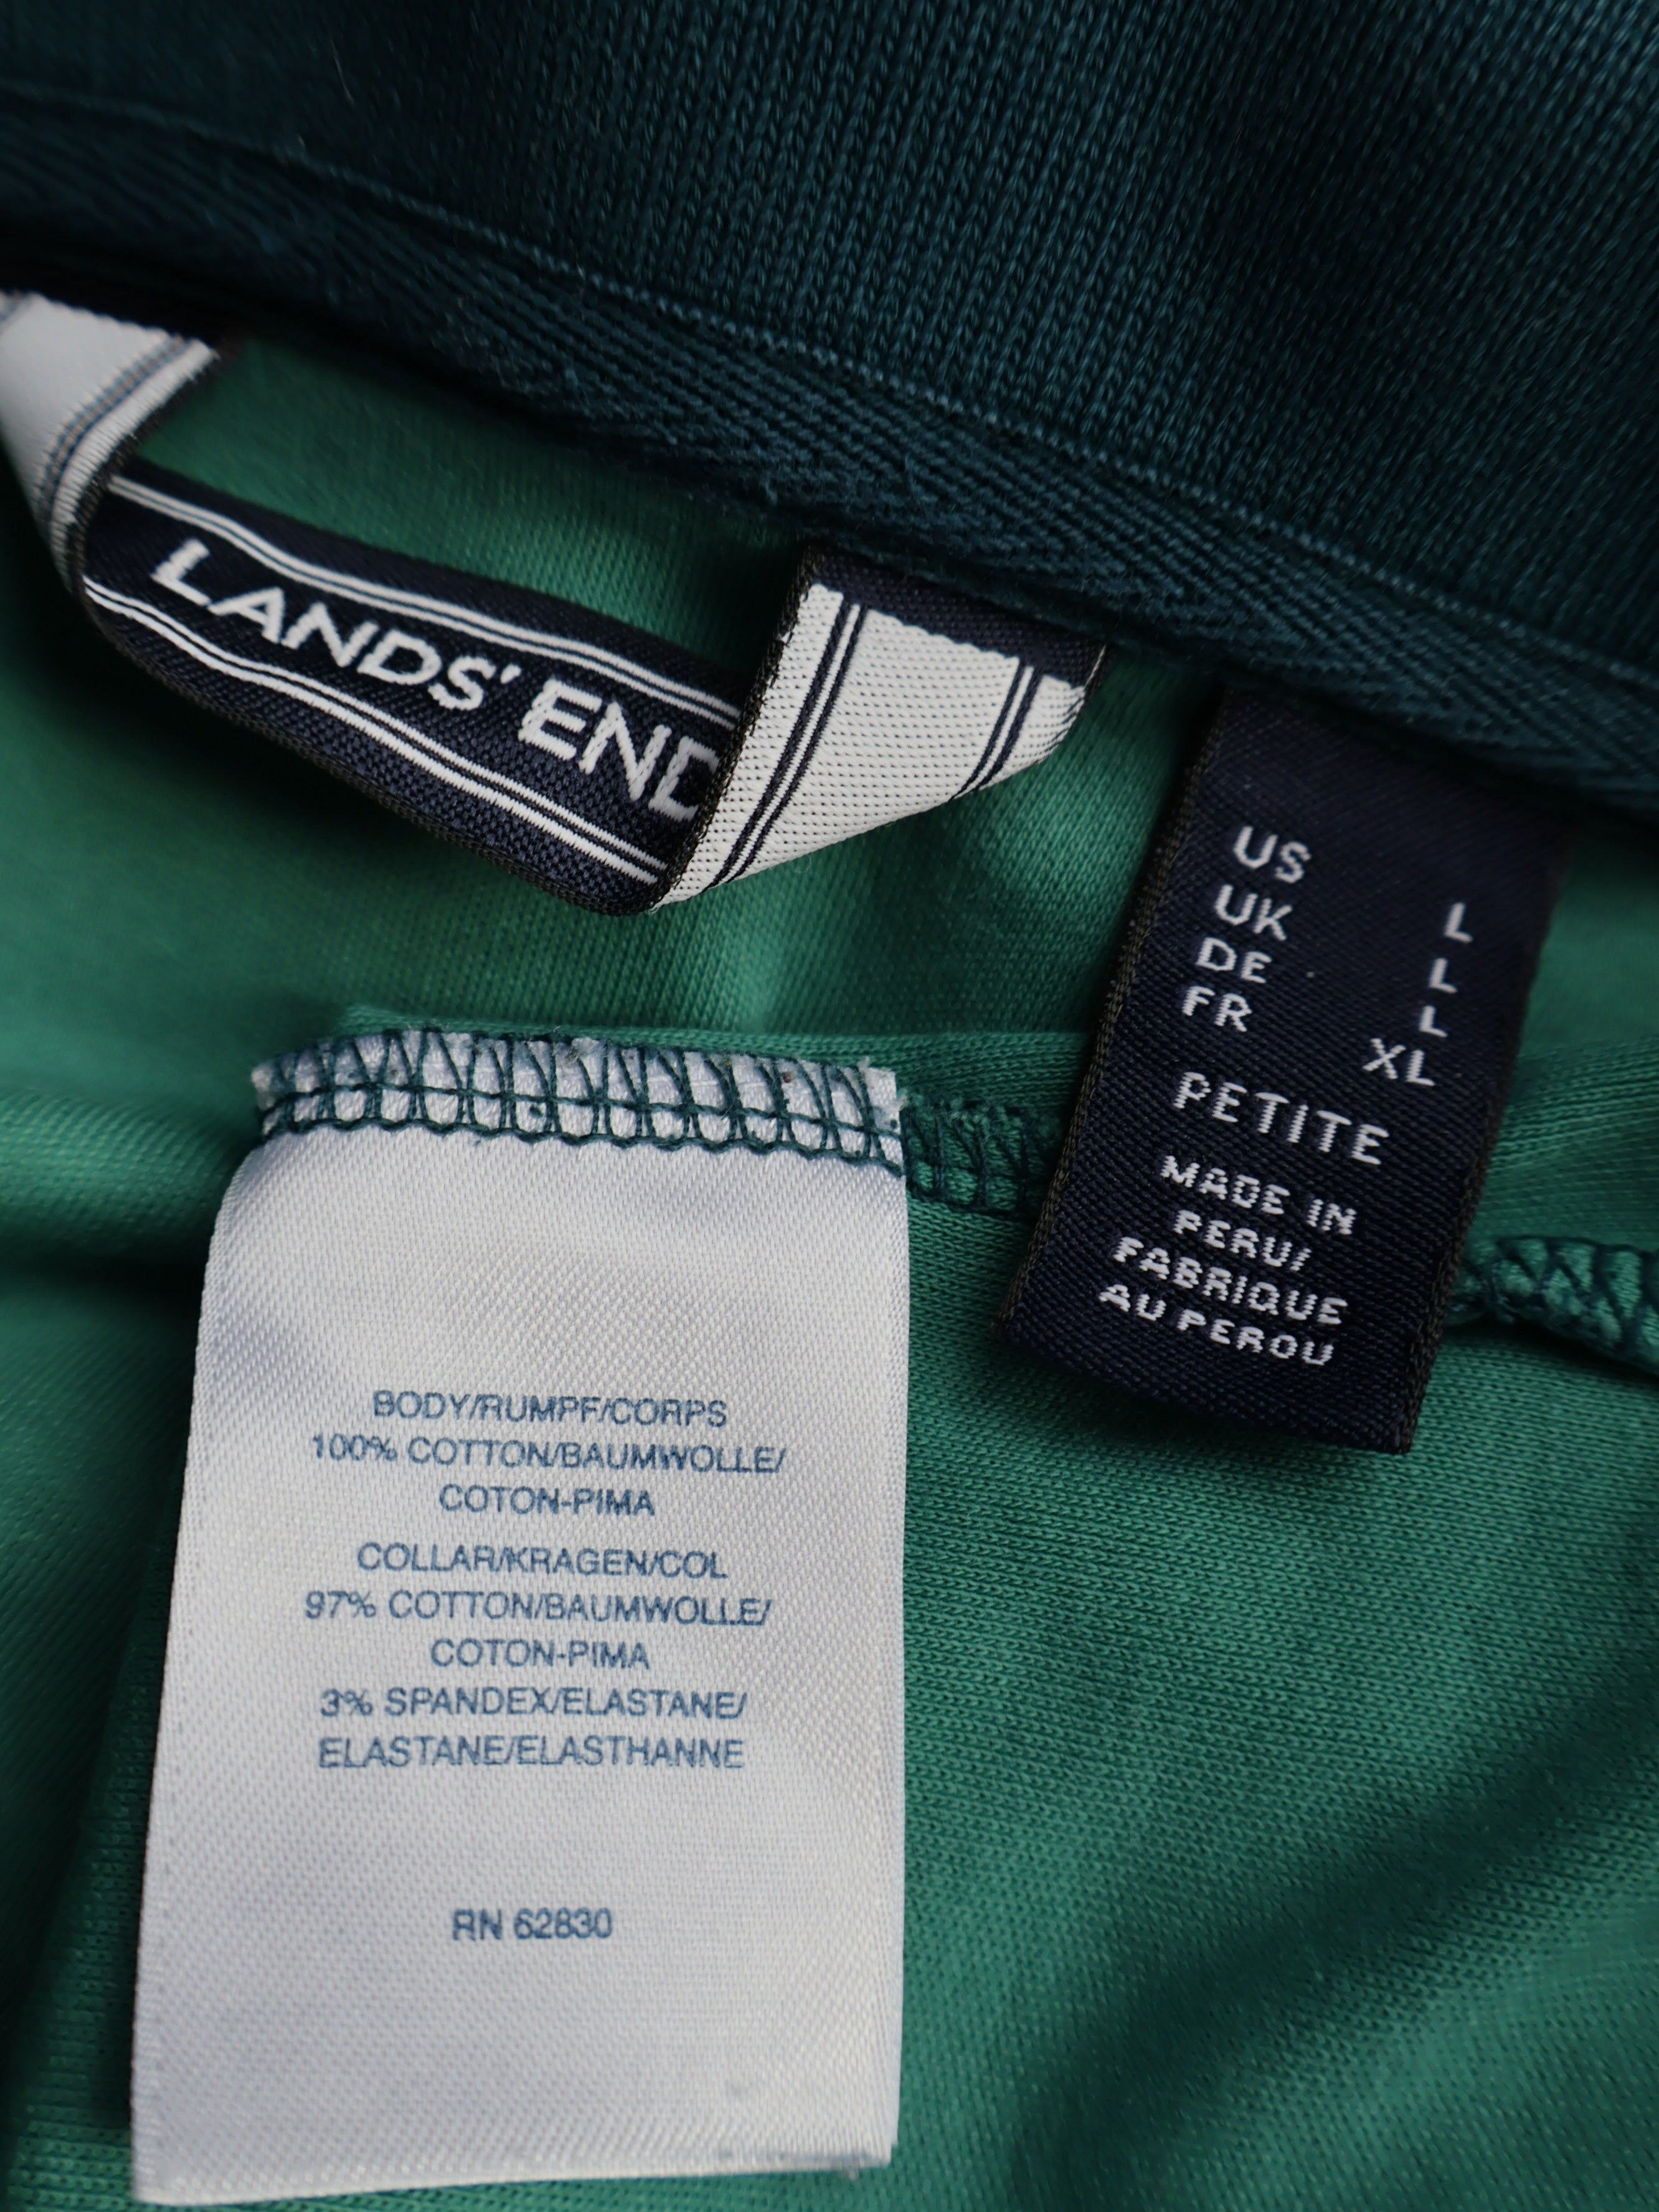 LANDS' END
US L
UK L
DE L
FR XL
PETITE
MADE IN
PERU/
FABRIQUE
AU PEROU
BODY/RUMPF/CORPS
100% COTTON/BAUMWOLLE/
COTON-PIMA
COLLAR/KRAGEN/COL
97% COTTON/BAUMWOLLE/
COTON-PIMA
3% SPANDEX/ELASTANE/
ELASTANE/ELASTHANNE
RN 62830